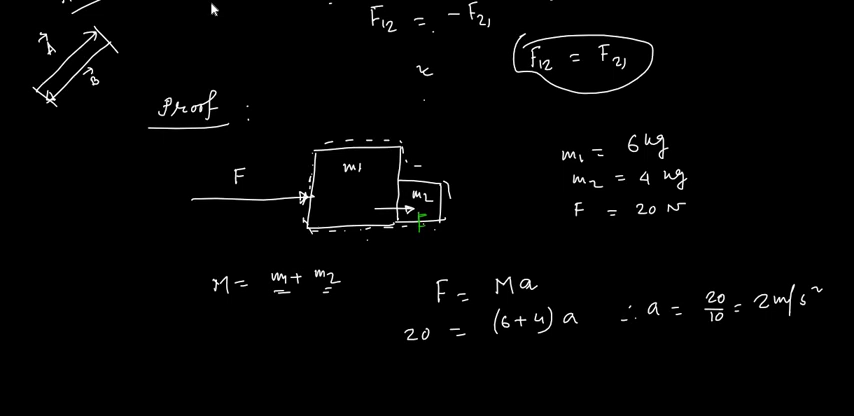 F₁₂ = - F₂₁
F₁₂ = F₂₁
A
B
x
Proof :
F
m₁
m₂
F
m₁ = 6 kg
m₂ = 4 kg
F = 20 N
M = m₁ + m₂
F = Ma
20 = (6+4) a ∴ a = 20/10 = 2 m/s²